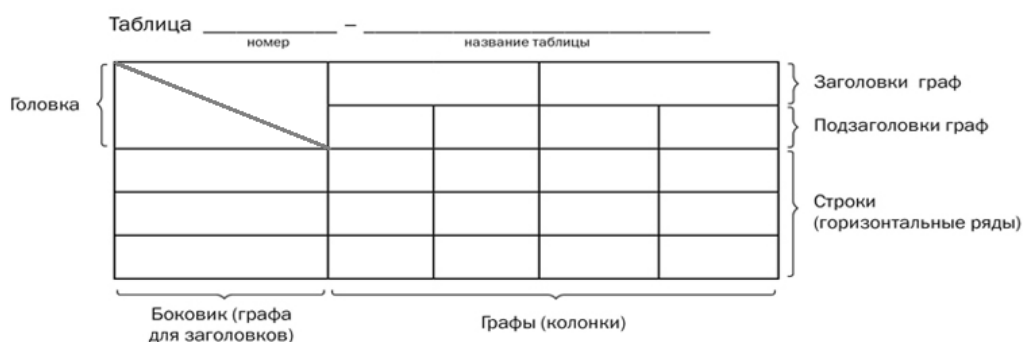 Таблица ____________ – ______________________________
номер
название таблицы
Головка
Заголовки граф
Подзаголовки граф
Строки
(горизонтальные ряды)
Боковик (графа
для заголовков)
Графы (колонки)